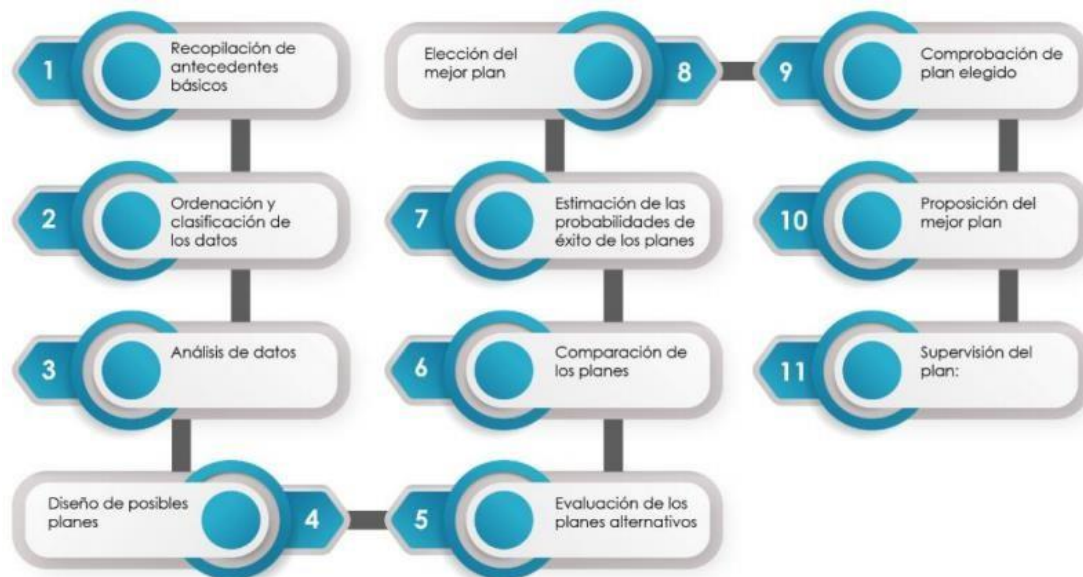 1
Recopilación de
antecedentes
básicos
2
Ordenación y
clasificación de
los datos
3
Análisis de datos
Diseño de posibles
planes
4
5
Evaluación de los
planes alternativos
6
Comparación de
los planes
7
Estimación de las
probabilidades de
éxito de los planes
Elección del
mejor plan
8
9
Comprobación de
plan elegido
10
Proposición del
mejor plan
11
Supervisión del
plan: